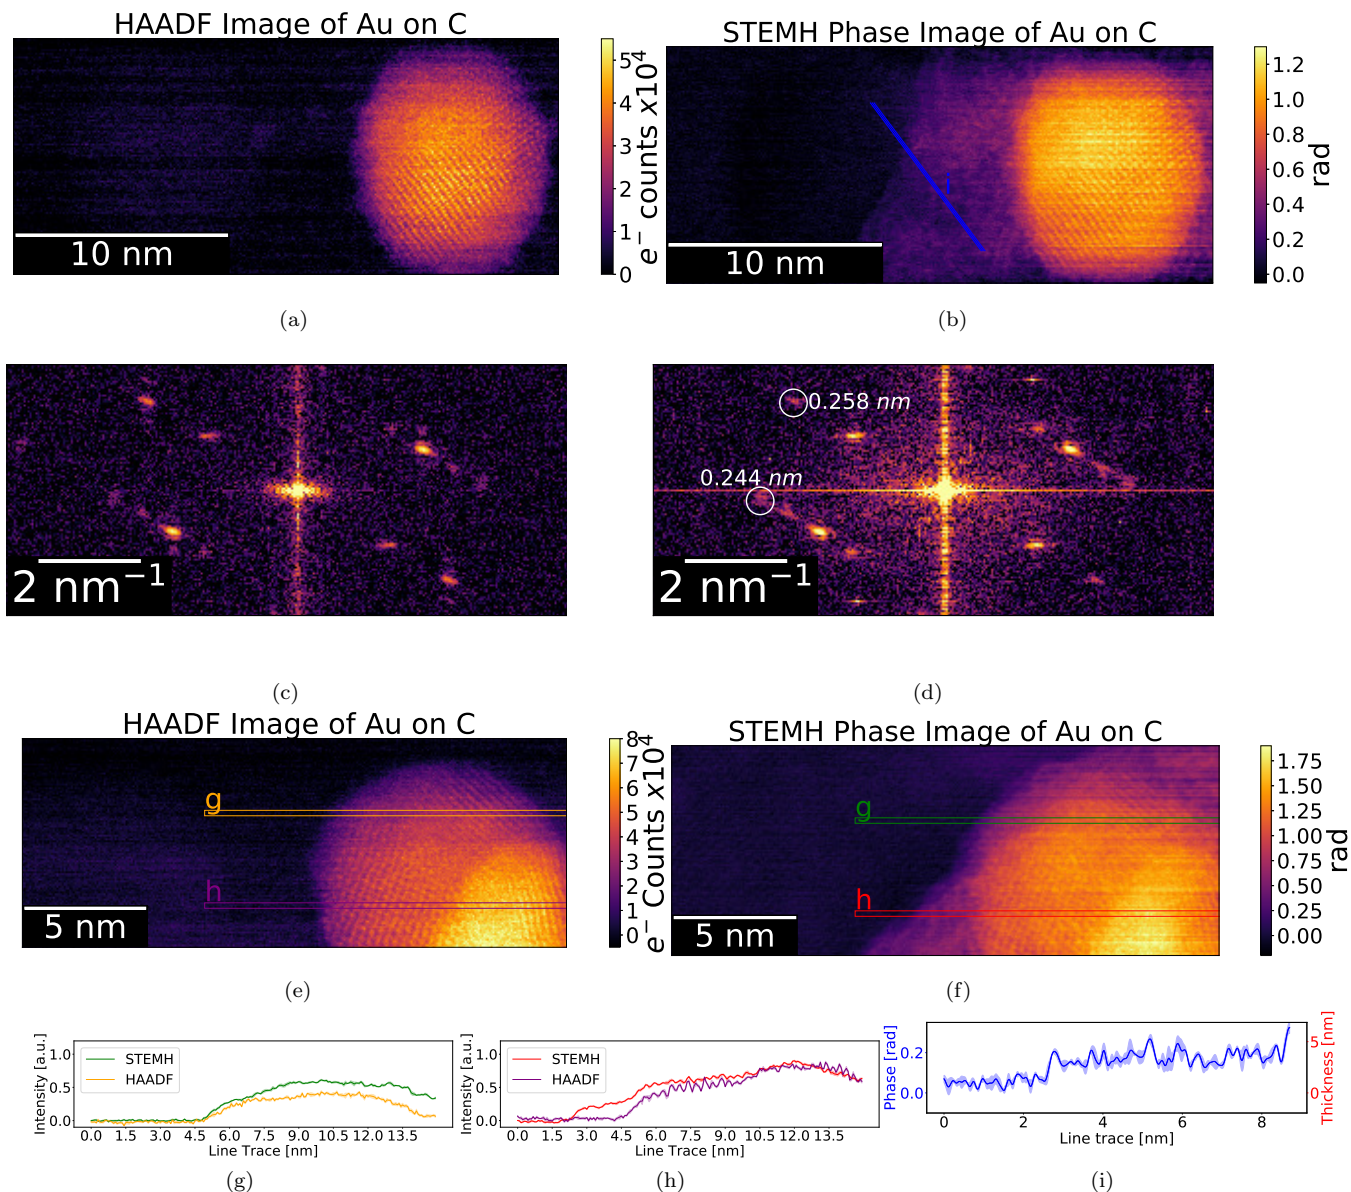 HAADF Image of Au on C
10 nm
5
4
3
2
1
0
e⁻ counts x10⁴
(a)
STEMH Phase Image of Au on C
i
10 nm
1.2
1.0
0.8
0.6
0.4
0.2
0.0
rad
(b)
2 nm⁻¹
(c)
0.258 nm
0.244 nm
2 nm⁻¹
(d)
HAADF Image of Au on C
g
h
5 nm
8
7
6
5
4
3
2
1
0
e⁻ Counts x10⁴
(e)
STEMH Phase Image of Au on C
g
h
5 nm
1.75
1.50
1.25
1.00
0.75
0.50
0.25
0.00
rad
(f)
Intensity [a.u.]
1.0
0.5
0.0
STEMH
HAADF
0.0 1.5 3.0 4.5 6.0 7.5 9.0 10.5 12.0 13.5
Line Trace [nm]
(g)
Intensity [a.u.]
1.0
0.5
0.0
STEMH
HAADF
0.0 1.5 3.0 4.5 6.0 7.5 9.0 10.5 12.0 13.5
Line Trace [nm]
(h)
Phase [rad]
0.2
0.0
0 2 4 6 8
Line trace [nm]
5
0
Thickness [nm]
(i)